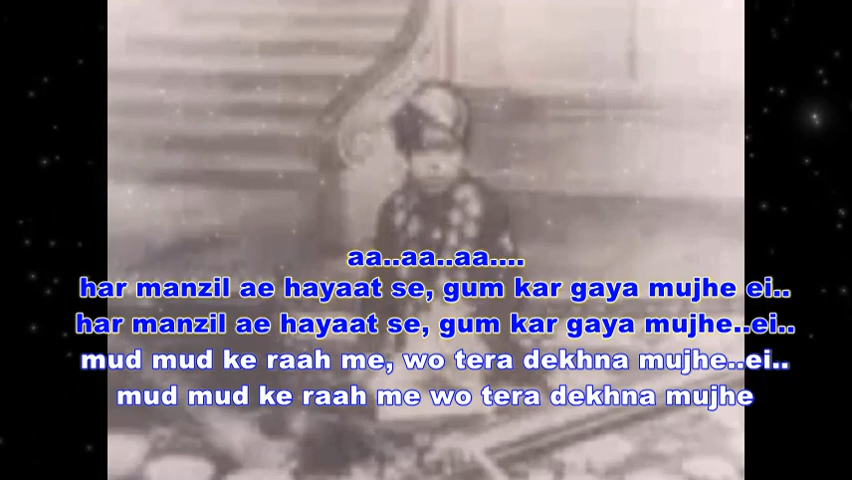 aa..aa..aa....
har manzil ae hayaat se, gum kar gaya mujhe ei..
har manzil ae hayaat se, gum kar gaya mujhe..ei..
mud mud ke raah me, wo tera dekhna mujhe..ei..
mud mud ke raah me wo tera dekhna mujhe